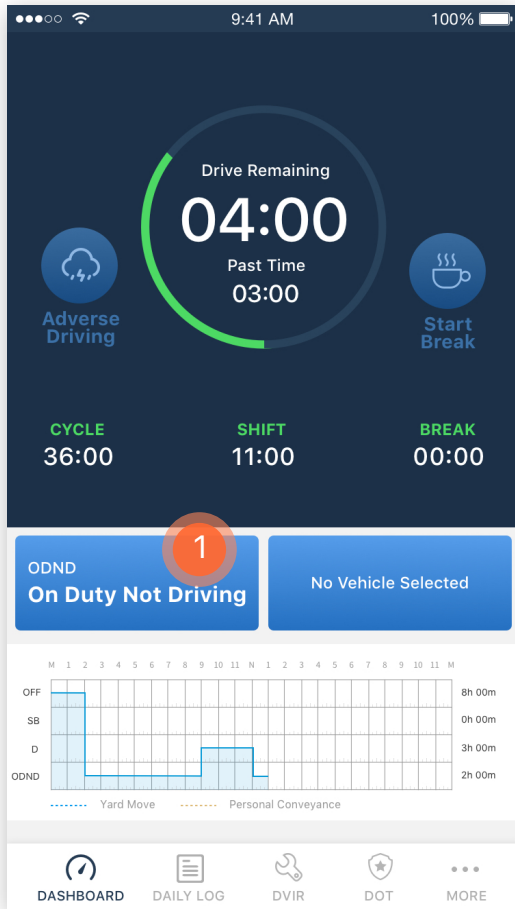 9:41 AM 100%
Drive Remaining
04:00
Past Time
03:00
Adverse
Driving
Start
Break
CYCLE SHIFT BREAK
36:00 11:00 00:00
1
ODND
On Duty Not Driving
No Vehicle Selected
M 1 2 3 4 5 6 7 8 9 10 11 N 1 2 3 4 5 6 7 8 9 10 11 M
OFF 8h 00m
SB 0h 00m
D 3h 00m
ODND 2h 00m
Yard Move Personal Conveyance
DASHBOARD DAILY LOG DVIR DOT MORE